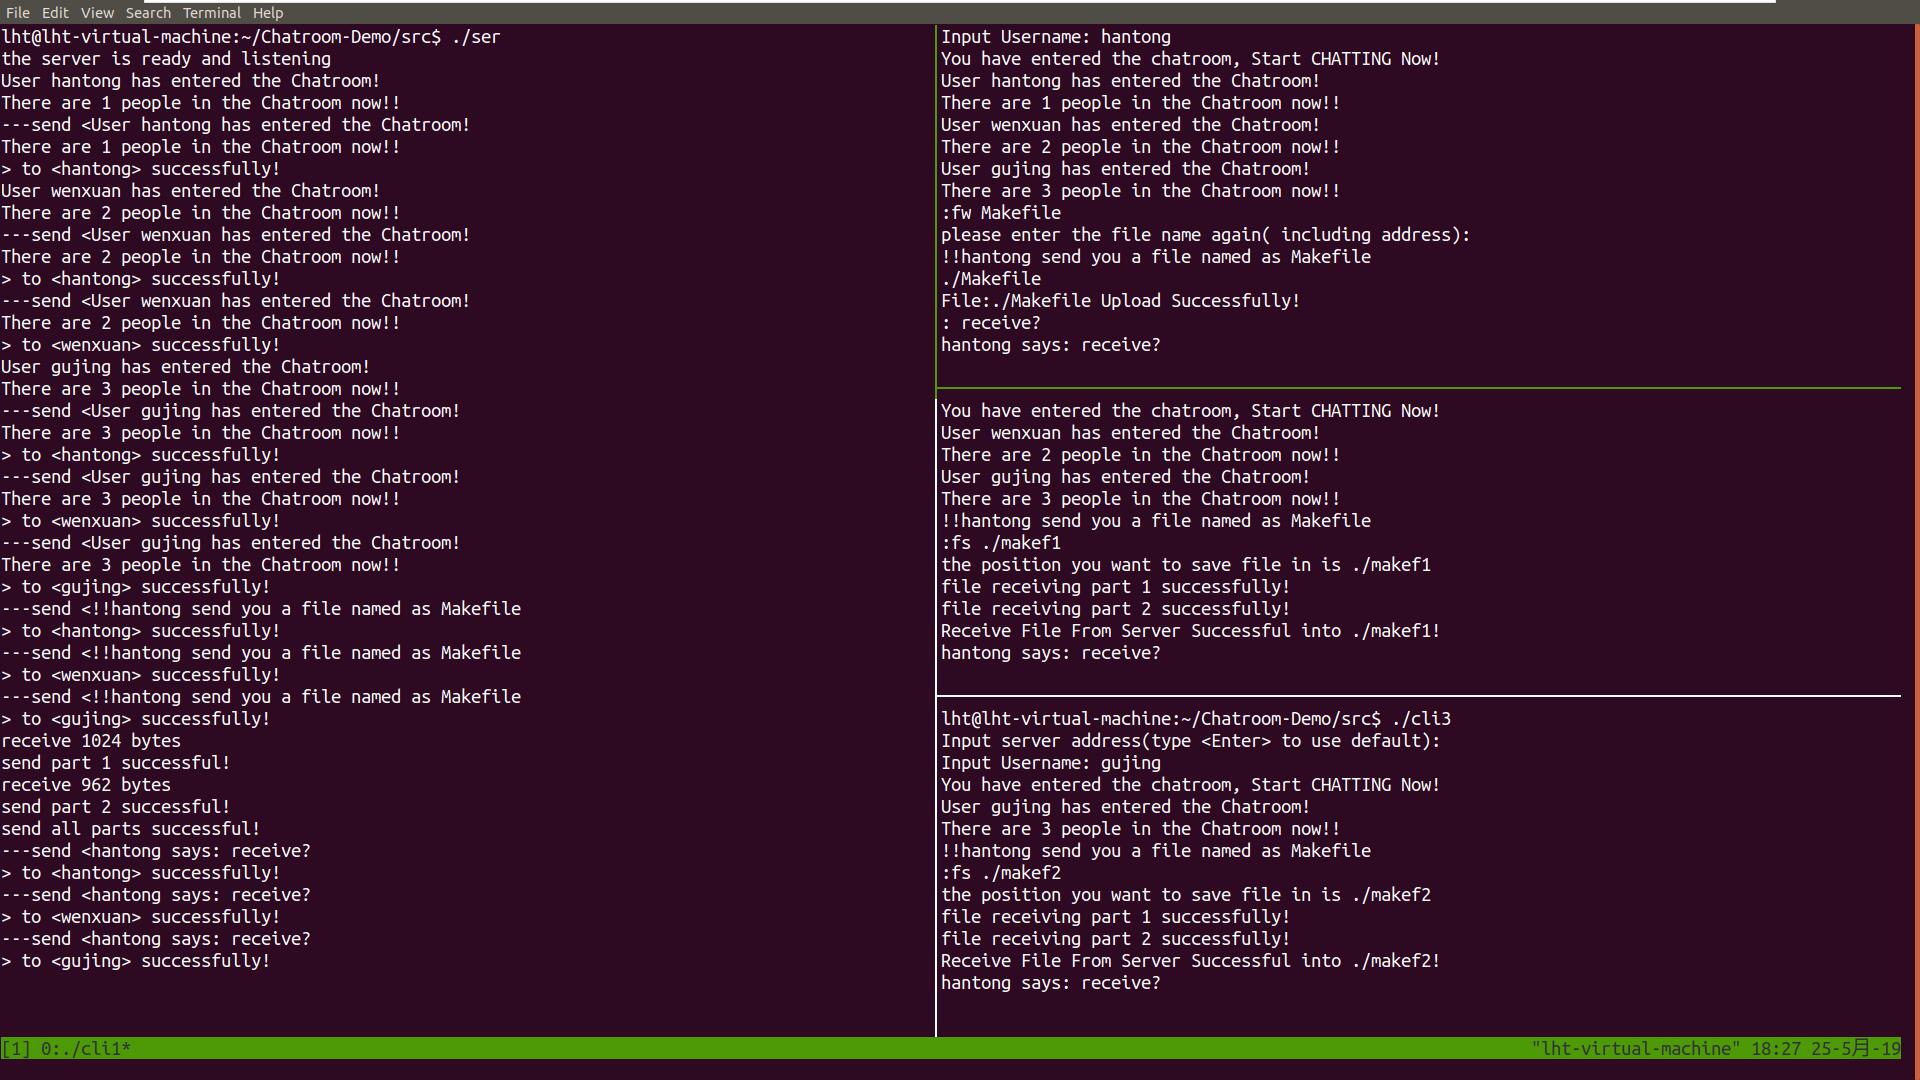 File Edit View Search Terminal Help
lht@lht-virtual-machine:~/Chatroom-Demo/src$ ./ser
the server is ready and listening
User hantong has entered the Chatroom!
There are 1 people in the Chatroom now!!
---send <User hantong has entered the Chatroom!
There are 1 people in the Chatroom now!!
> to <hantong> successfully!
User wenxuan has entered the Chatroom!
There are 2 people in the Chatroom now!!
---send <User wenxuan has entered the Chatroom!
There are 2 people in the Chatroom now!!
> to <hantong> successfully!
---send <User wenxuan has entered the Chatroom!
There are 2 people in the Chatroom now!!
> to <wenxuan> successfully!
User gujing has entered the Chatroom!
There are 3 people in the Chatroom now!!
---send <User gujing has entered the Chatroom!
There are 3 people in the Chatroom now!!
> to <hantong> successfully!
---send <User gujing has entered the Chatroom!
There are 3 people in the Chatroom now!!
> to <wenxuan> successfully!
---send <User gujing has entered the Chatroom!
There are 3 people in the Chatroom now!!
> to <gujing> successfully!
---send <!!hantong send you a file named as Makefile
> to <hantong> successfully!
---send <!!hantong send you a file named as Makefile
> to <wenxuan> successfully!
---send <!!hantong send you a file named as Makefile
> to <gujing> successfully!
receive 1024 bytes
send part 1 successful!
receive 962 bytes
send part 2 successful!
send all parts successful!
---send <hantong says: receive?
> to <hantong> successfully!
---send <hantong says: receive?
> to <wenxuan> successfully!
---send <hantong says: receive?
> to <gujing> successfully!
Input Username: hantong
You have entered the chatroom, Start CHATTING Now!
User hantong has entered the Chatroom!
There are 1 people in the Chatroom now!!
User wenxuan has entered the Chatroom!
There are 2 people in the Chatroom now!!
User gujing has entered the Chatroom!
There are 3 people in the Chatroom now!!
:fw Makefile
please enter the file name again( including address):
!!hantong send you a file named as Makefile
./Makefile
File:./Makefile Upload Successfully!
: receive?
hantong says: receive?
You have entered the chatroom, Start CHATTING Now!
User wenxuan has entered the Chatroom!
There are 2 people in the Chatroom now!!
User gujing has entered the Chatroom!
There are 3 people in the Chatroom now!!
!!hantong send you a file named as Makefile
:fs ./makef1
the position you want to save file in is ./makef1
file receiving part 1 successfully!
file receiving part 2 successfully!
Receive File From Server Successful into ./makef1!
hantong says: receive?
lht@lht-virtual-machine:~/Chatroom-Demo/src$ ./cli3
Input server address(type <Enter> to use default):
Input Username: gujing
You have entered the chatroom, Start CHATTING Now!
User gujing has entered the Chatroom!
There are 3 people in the Chatroom now!!
!!hantong send you a file named as Makefile
:fs ./makef2
the position you want to save file in is ./makef2
file receiving part 1 successfully!
file receiving part 2 successfully!
Receive File From Server Successful into ./makef2!
hantong says: receive?
[1] 0:./cli1* "lht-virtual-machine" 18:27 25-5月-19